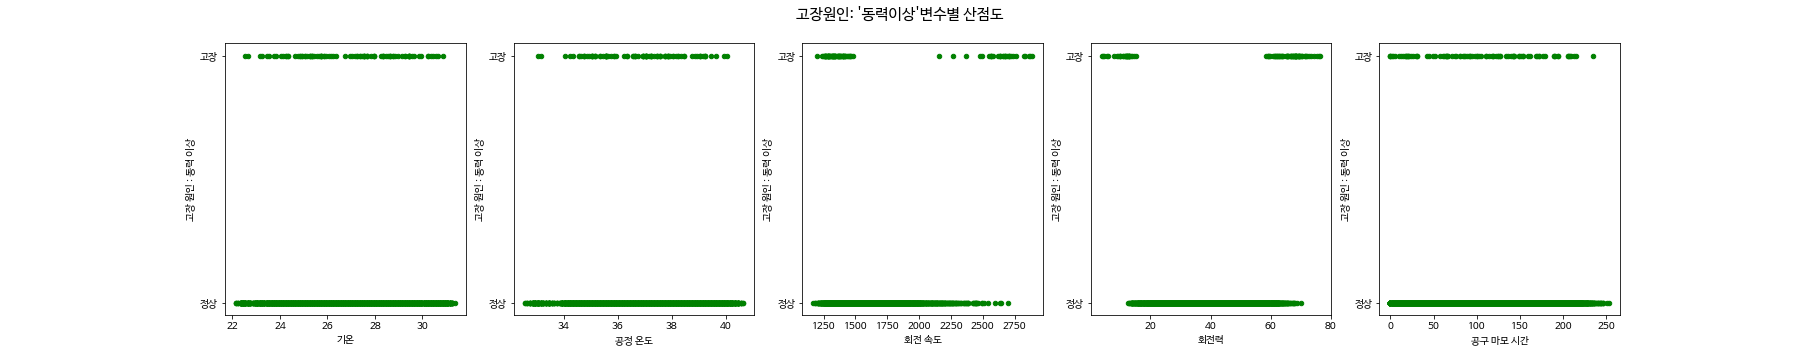 고장원인: '동력이상'변수별 산점도
고장
고장 원인 : 동력 이상
정상
22 24 26 28 30
기온
고장
고장 원인 : 동력 이상
정상
34 36 38 40
공정 온도
고장
고장 원인 : 동력 이상
정상
1250 1500 1750 2000 2250 2500 2750
회전 속도
고장
고장 원인 : 동력 이상
정상
20 40 60 80
회전력
고장
고장 원인 : 동력 이상
정상
0 50 100 150 200 250
공구 마모 시간